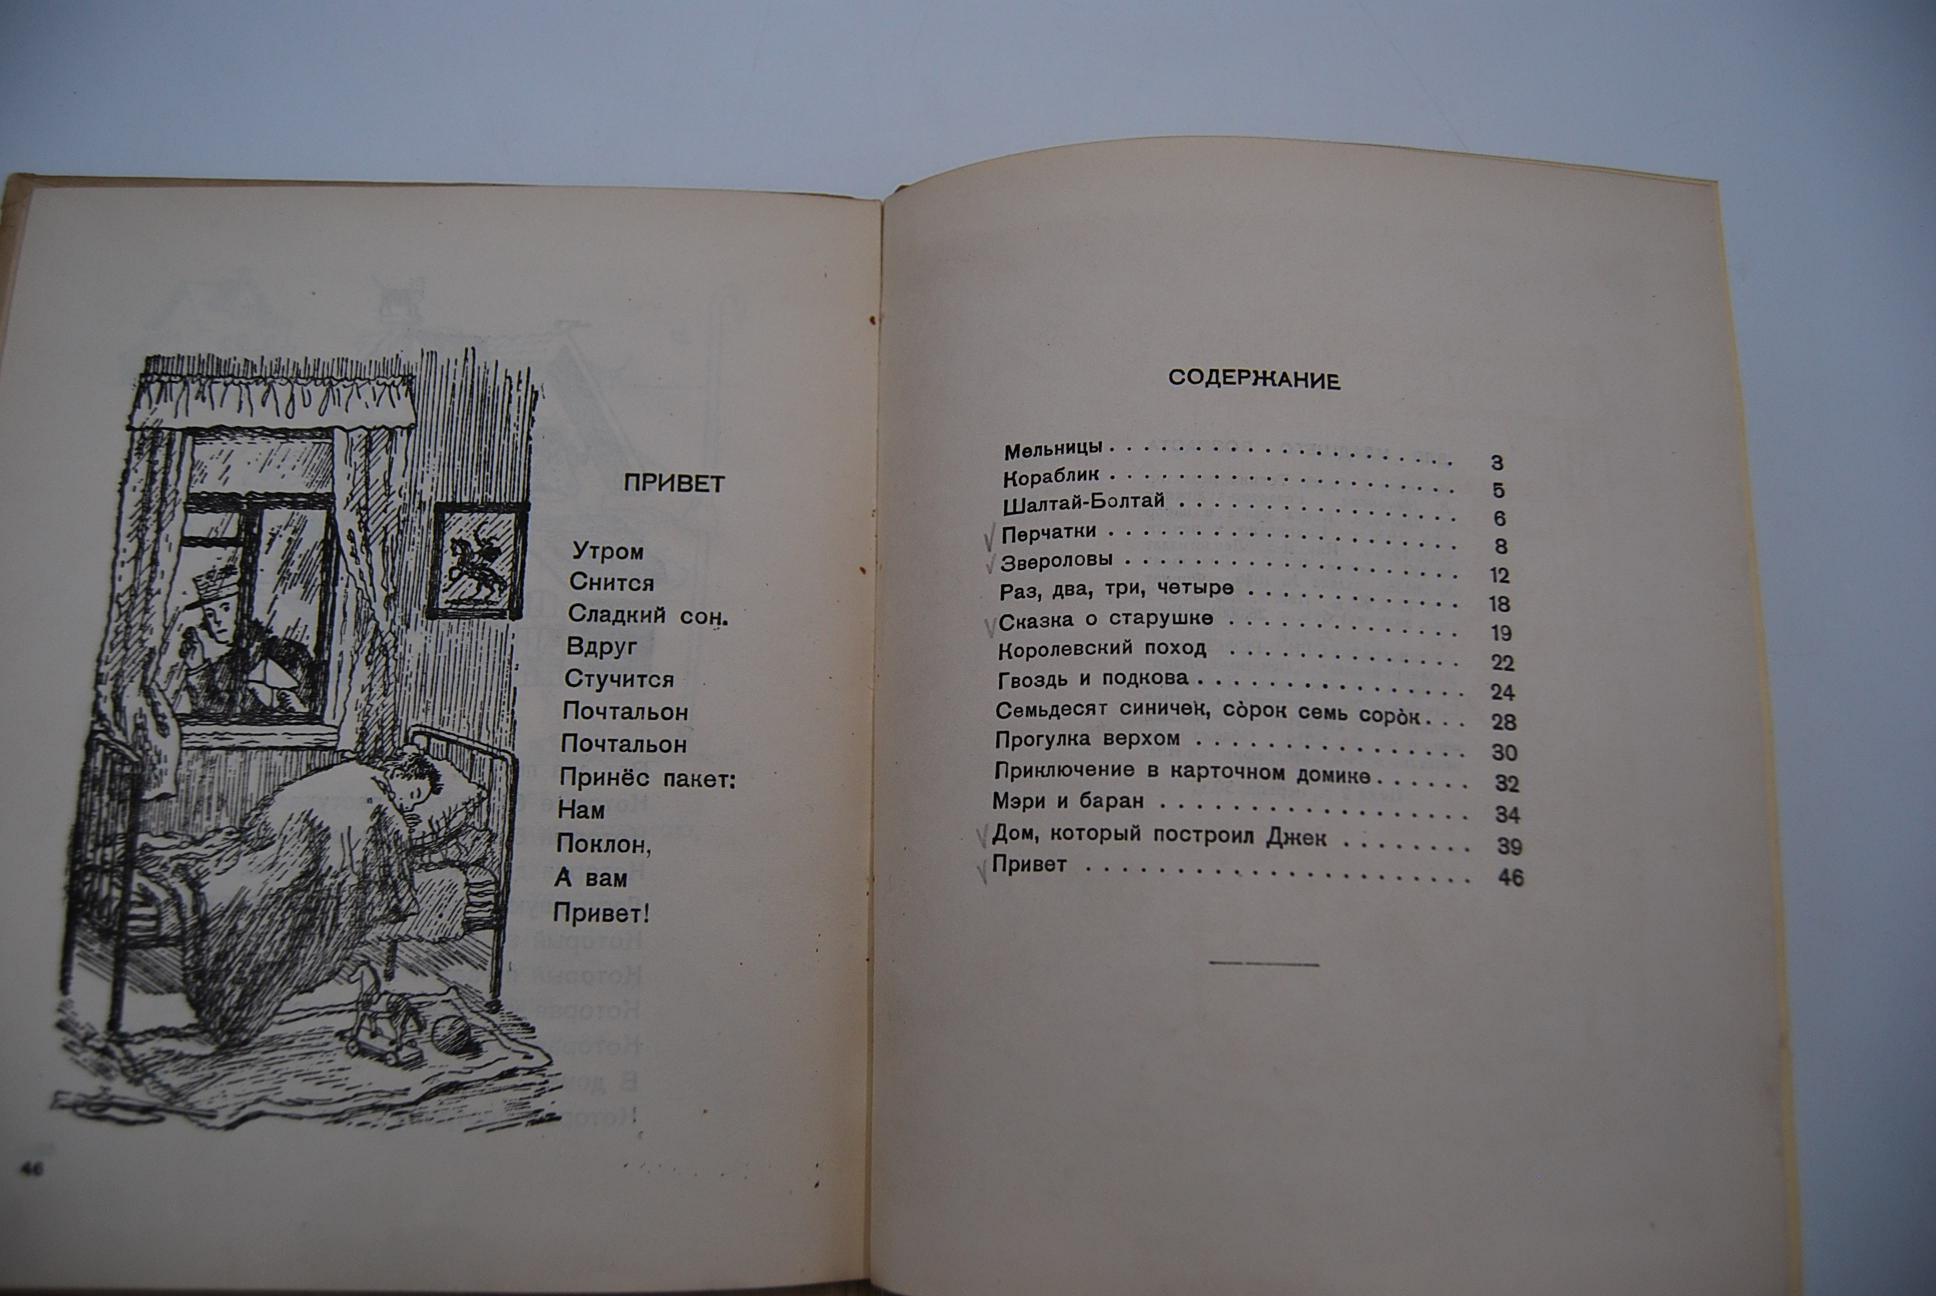 ПРИВЕТ
Утром
Снится
Сладкий сон.
Вдруг
Стучится
Почтальон
Почтальон
Принёс пакет:
Нам
Поклон,
А вам
Привет!
46
СОДЕРЖАНИЕ
Мельницы . . . . . . . . . . . . . . . . . . . . 3
Кораблик . . . . . . . . . . . . . . . . . . . . 5
Шалтай-Болтай . . . . . . . . . . . . . . . . 6
Перчатки . . . . . . . . . . . . . . . . . . . . 8
Звероловы . . . . . . . . . . . . . . . . . . . 12
Раз, два, три, четыре . . . . . . . . . . . . . 18
Сказка о старушке . . . . . . . . . . . . . . 19
Королевский поход . . . . . . . . . . . . . . 22
Гвоздь и подкова . . . . . . . . . . . . . . . . 24
Семьдесят синичек, со̀рок семь соро̀к . . . 28
Прогулка верхом . . . . . . . . . . . . . . . . 30
Приключение в карточном домике . . . . . 32
Мэри и баран . . . . . . . . . . . . . . . . . . 34
Дом, который построил Джек . . . . . . . . 39
Привет . . . . . . . . . . . . . . . . . . . . . . . 46